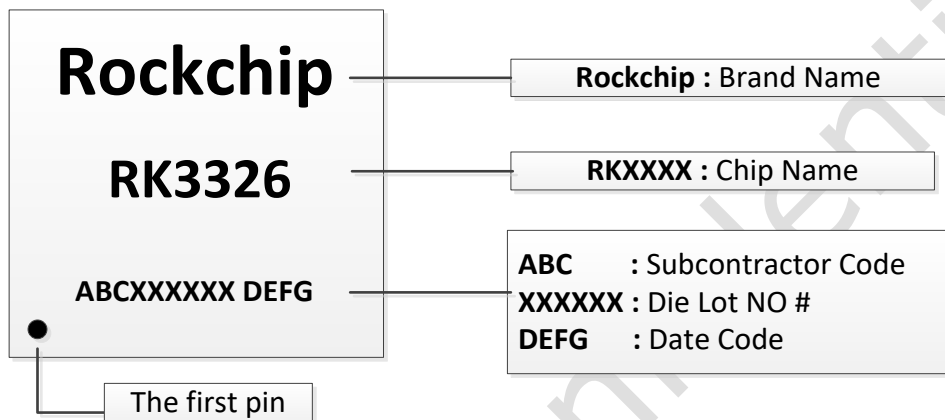 Rockchip
Rockchip : Brand Name
RK3326
RKXXXX : Chip Name
ABCXXXXXX DEFG
ABC : Subcontractor Code
XXXXXX : Die Lot NO #
DEFG : Date Code
The first pin